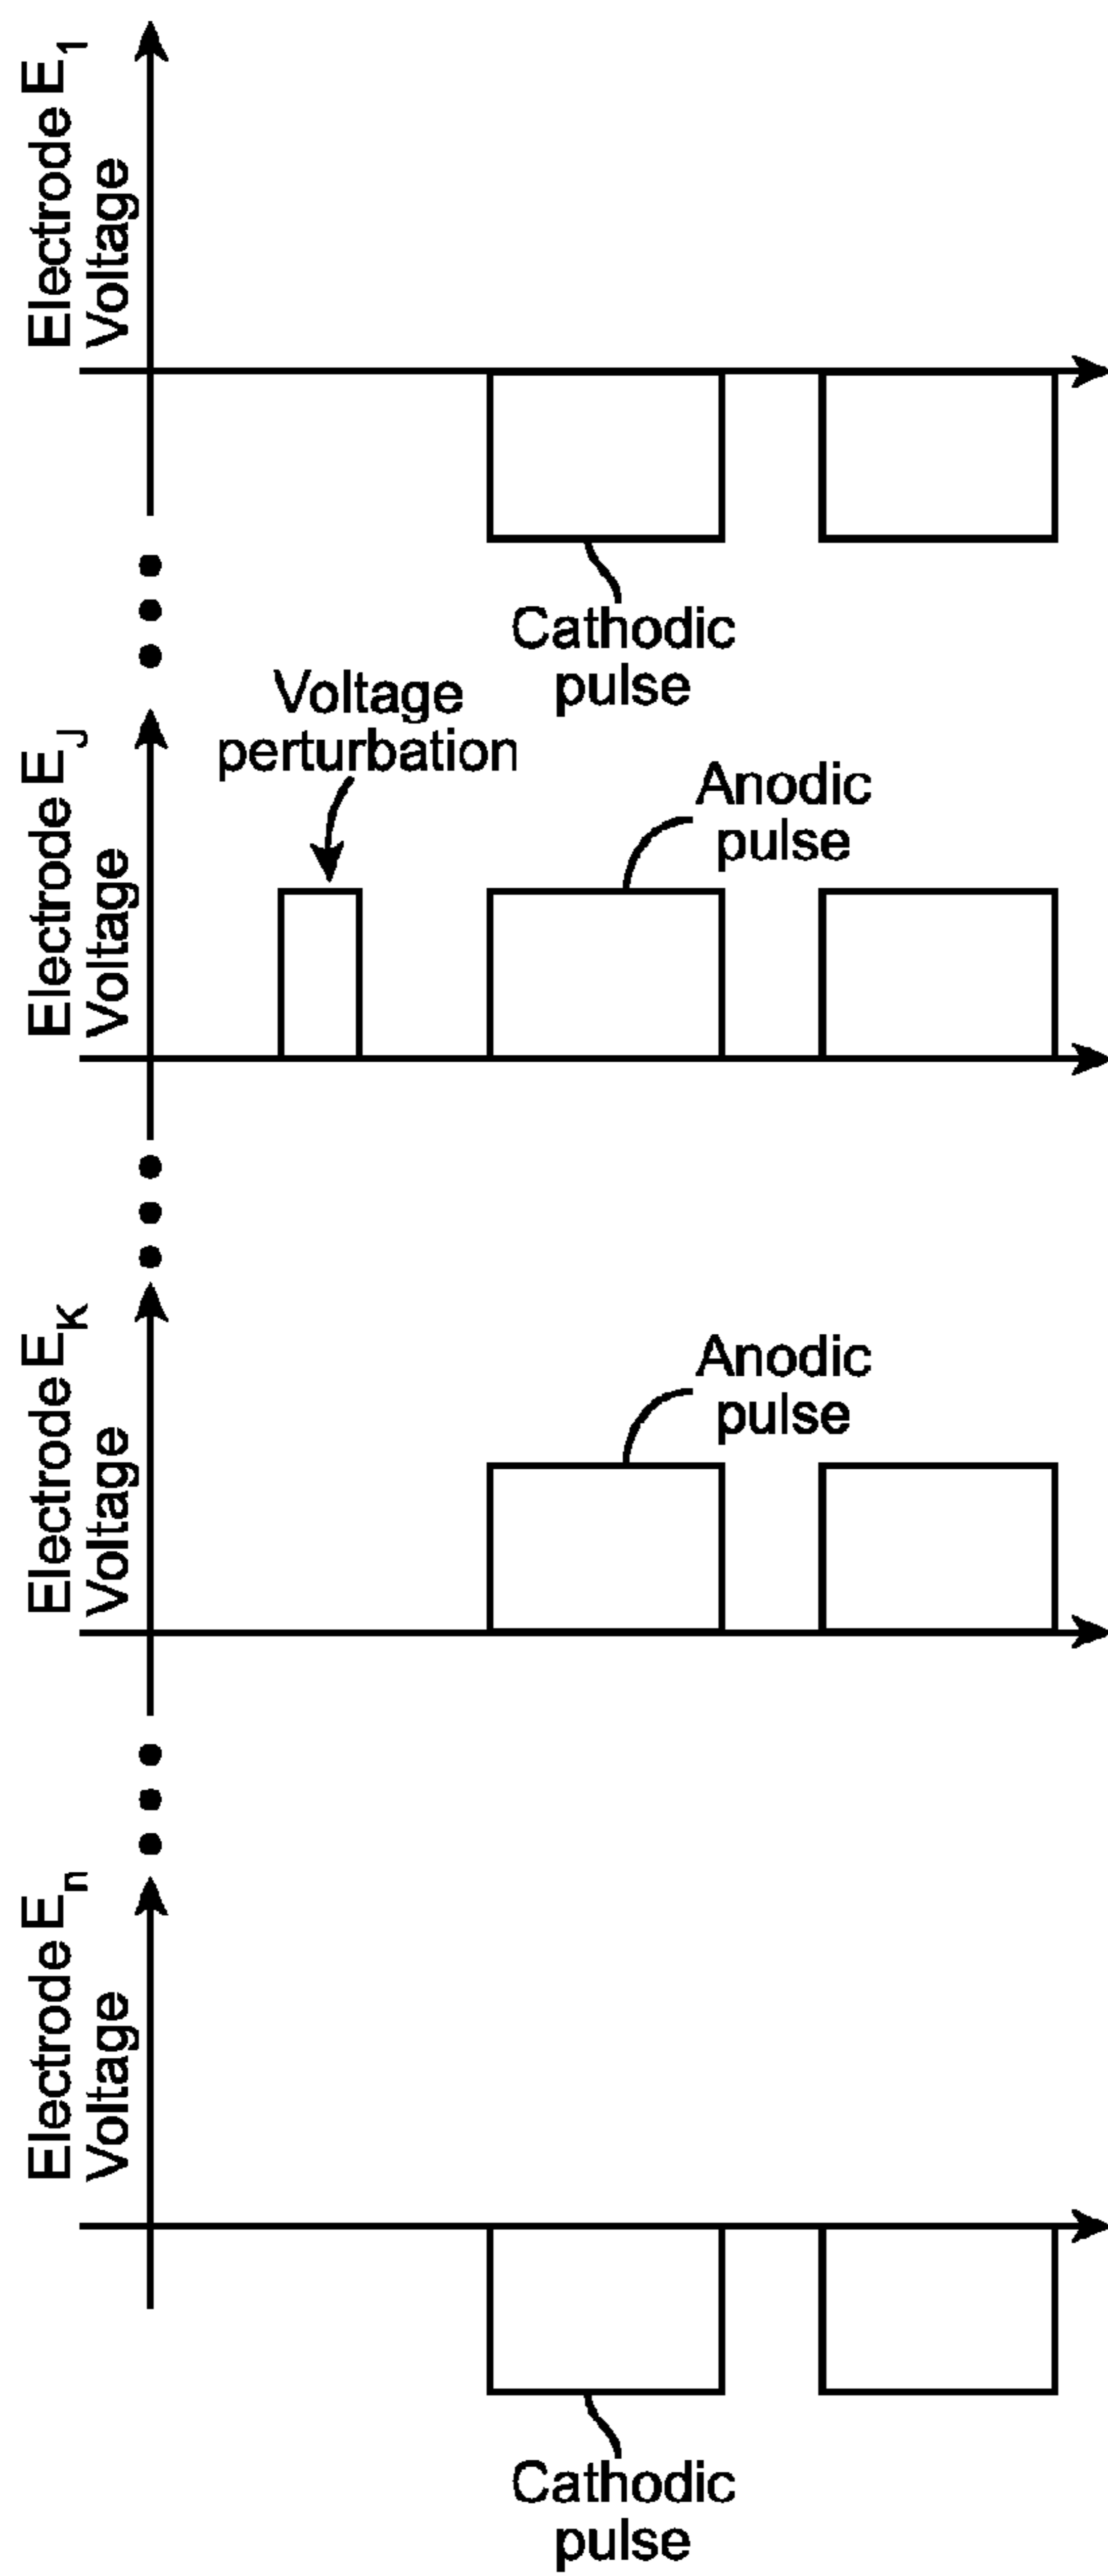 Electrode E1
Voltage
Cathodic
pulse
Voltage
perturbation
Electrode EJ
Voltage
Anodic
pulse
Electrode EK
Voltage
Anodic
pulse
Electrode En
Voltage
Cathodic
pulse